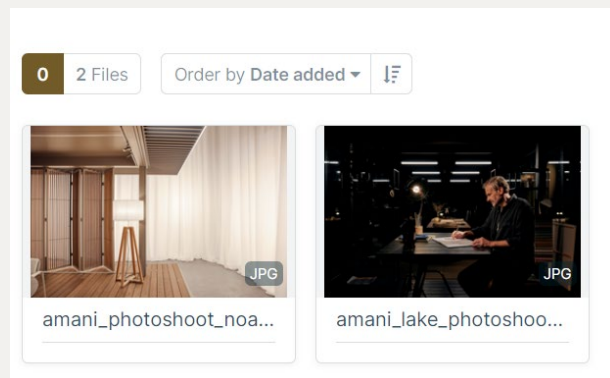 0 2 Files Order by Date added
JPG JPG
amani_photoshoot_noa... amani_lake_photoshoo...